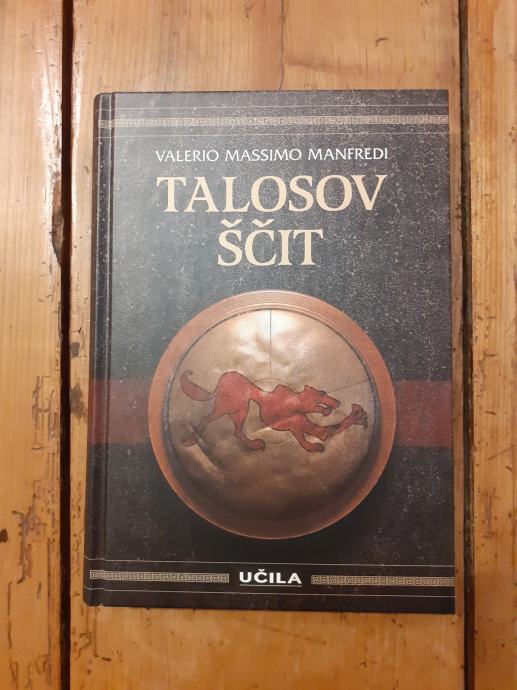 VALERIO MASSIMO MANFREDI
TALOSOV
ŠČIT
UČILA